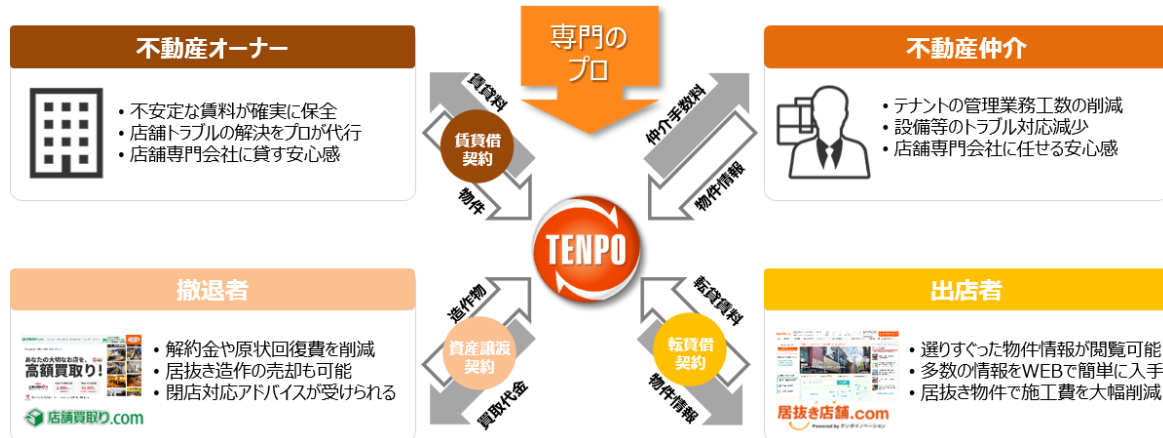 専門の
プロ
不動産オーナー
• 不安定な賃料が確実に保全
• 店舗トラブルの解決をプロが代行
• 店舗専門会社に貸す安心感
賃貸料
賃貸借
契約
物件
仲介手数料
物件情報
不動産仲介
• テナントの管理業務工数の削減
• 設備等のトラブル対応減少
• 店舗専門会社に任せる安心感
TENPO
撤退者
あなたの大切なお店を、
高額買取り!
店舗買取り.com
• 解約金や原状回復費を削減
• 居抜き造作の売却も可能
• 閉店対応アドバイスが受けられる
造作物
資産譲渡
契約
買取代金
転貸賃料
転貸借
契約
物件情報
出店者
居抜き店舗.com
Powered by テンポイノベーション
• 選りすぐった物件情報が閲覧可能
• 多数の情報をWEBで簡単に入手
• 居抜き物件で施工費を大幅削減